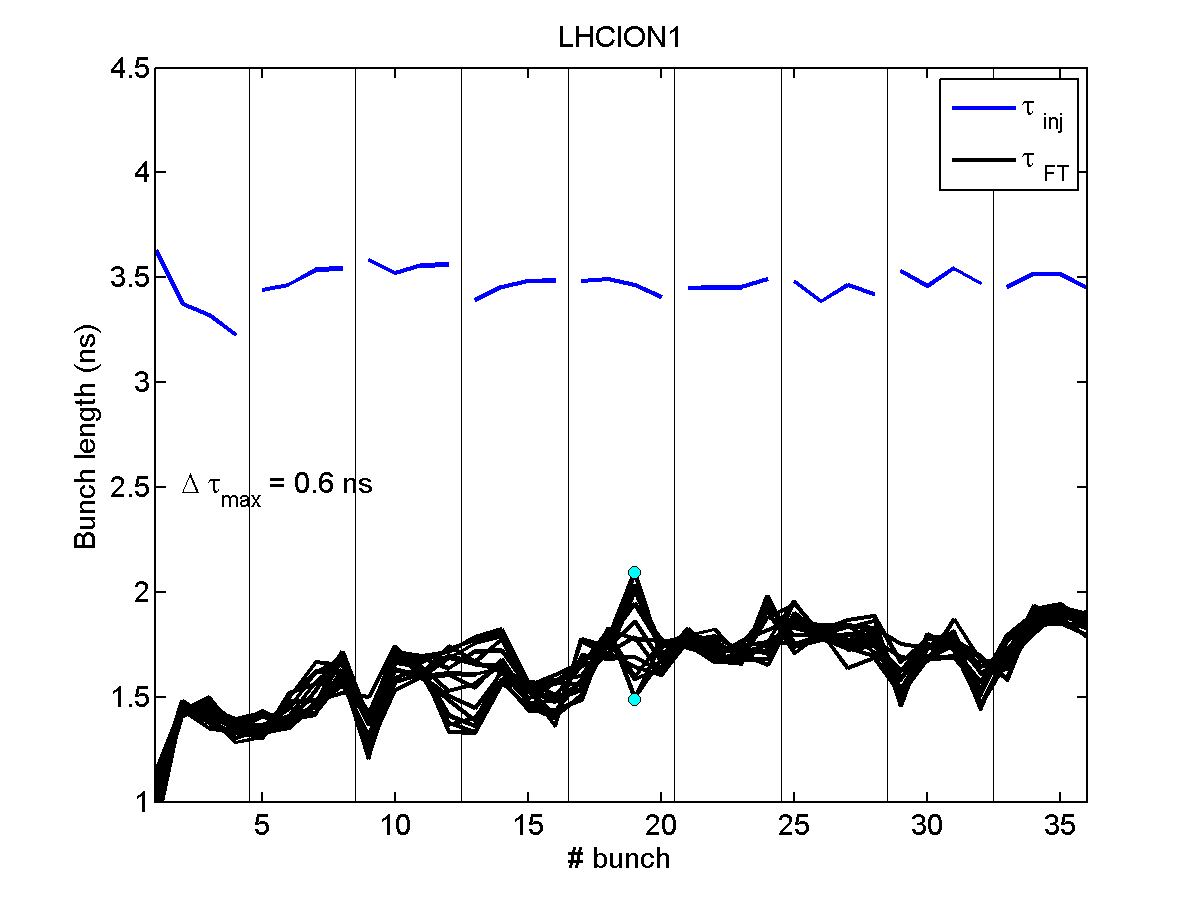 LHCION1
4.5
4
3.5
3
2.5
2
1.5
1
Bunch length (ns)
τ inj
τ FT
Δ τmax = 0.6 ns
5 10 15 20 25 30 35
# bunch